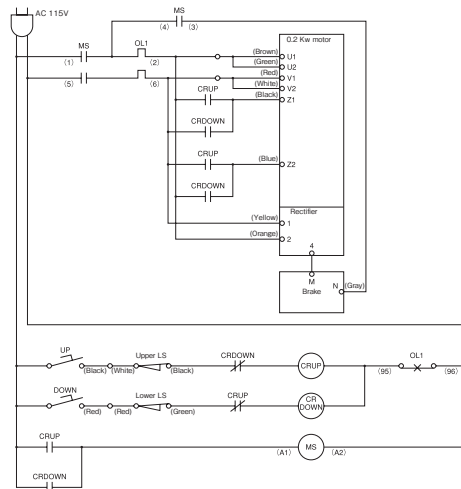 AC 115V
MS
(4) (3)
0.2 Kw motor
MS
OL1
(1) (2)
(Brown) U1
(Green) U2
(Red) V1
(5) (6)
(White) V2
CRUP
(Black) Z1
CRDOWN
CRUP
(Blue) Z2
CRDOWN
Rectifier
(Yellow) 1
(Orange) 2
4
M
N (Gray)
Brake
UP
Upper LS
CRDOWN
CRUP
OL1
(Black) (White) (Black)
(95) (96)
DOWN
Lower LS
CRUP
CR
DOWN
(Red) (Red) (Green)
CRUP
MS
(A1) (A2)
CRDOWN